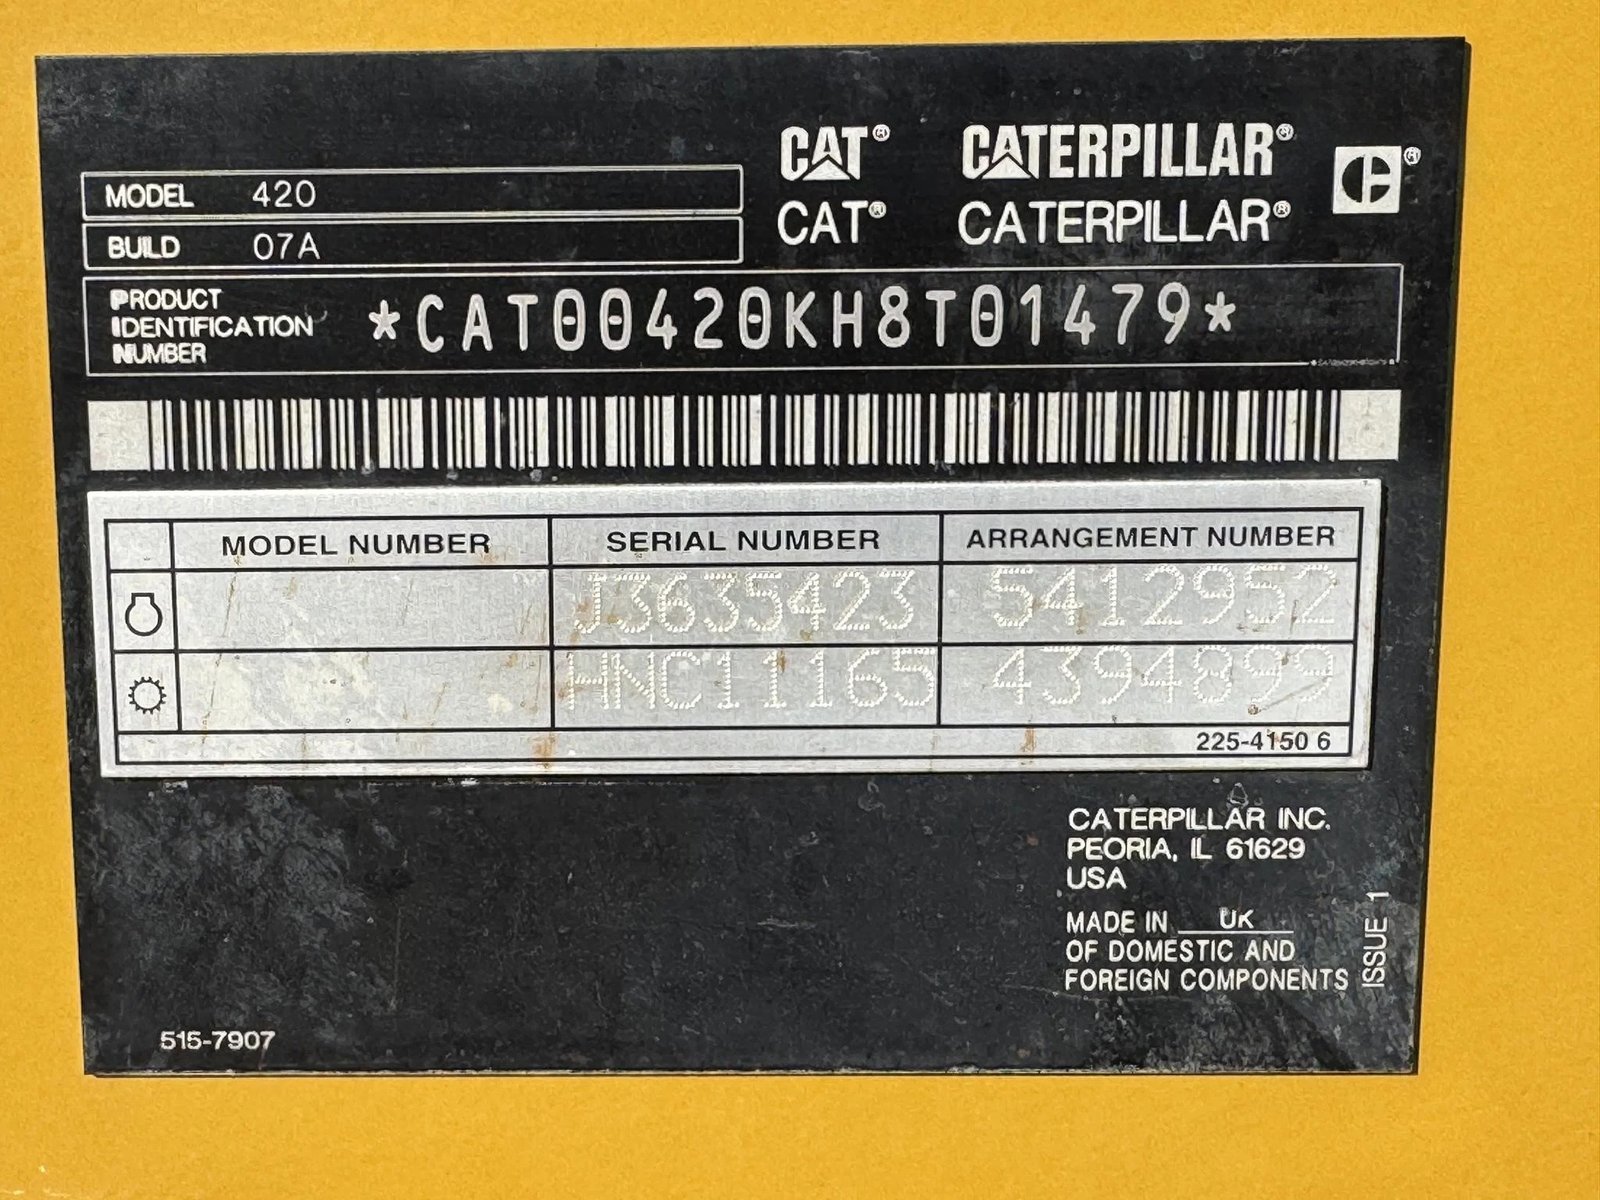 CAT® CATERPILLAR® ®
CAT® CATERPILLAR®
MODEL 420
BUILD 07A
PRODUCT
IDENTIFICATION
NUMBER
*CAT00420KH8T01479*
MODEL NUMBER SERIAL NUMBER ARRANGEMENT NUMBER
J3635423 5412952
HNC11165 4394899
225-4150 6
CATERPILLAR INC.
PEORIA, IL 61629
USA
MADE IN UK
OF DOMESTIC AND
FOREIGN COMPONENTS
ISSUE 1
515-7907